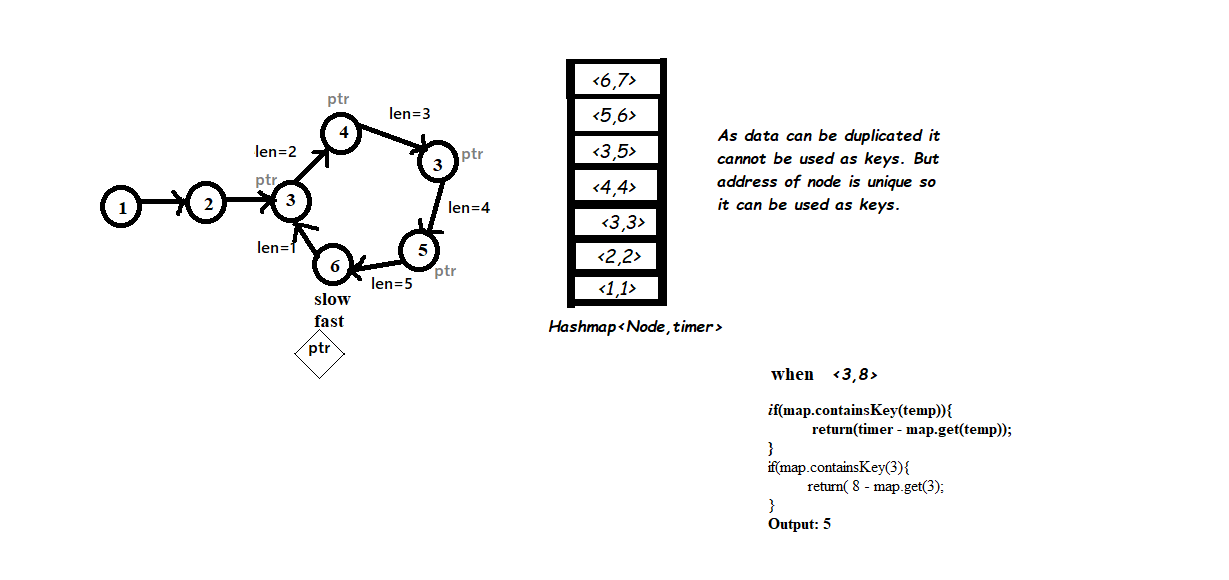 ptr
len=3
4
len=2
ptr
3
ptr
1
2
3
len=4
len=1
5
6
ptr
len=5
slow
fast
ptr
<6,7>
<5,6>
<3,5>
<4,4>
<3,3>
<2,2>
<1,1>
Hashmap<Node,timer>
As data can be duplicated it
cannot be used as keys. But
address of node is unique so
it can be used as keys.
when <3,8>
if(map.containsKey(temp)){
return(timer - map.get(temp));
}
if(map.containsKey(3){
return( 8 - map.get(3);
}
Output: 5